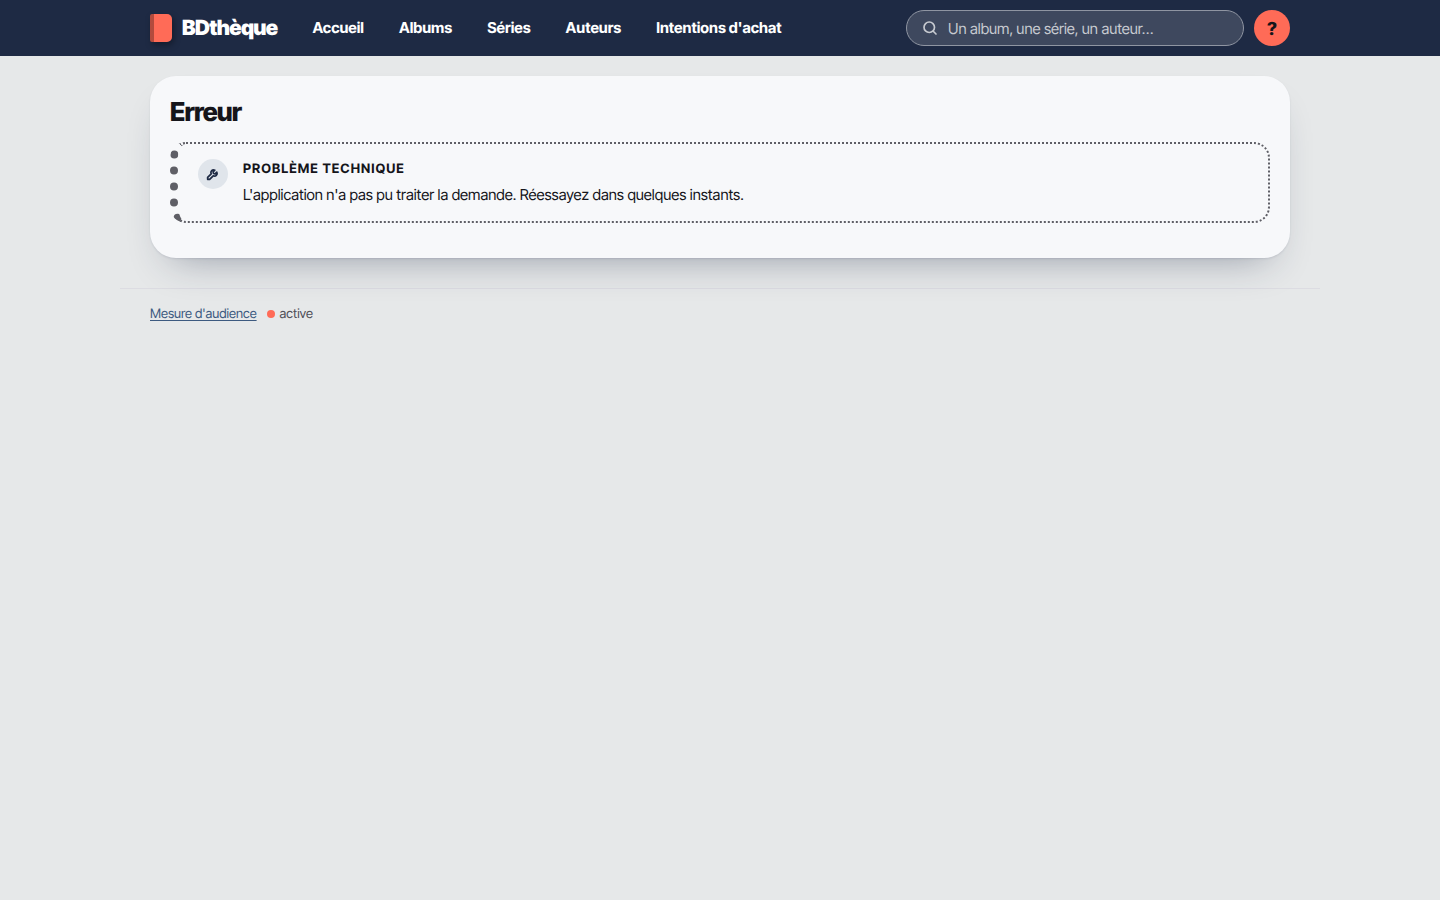 BDthèque
Accueil
Albums
Séries
Auteurs
Intentions d'achat
Un album, une série, un auteur...
?
Erreur
PROBLÈME TECHNIQUE
L'application n'a pas pu traiter la demande. Réessayez dans quelques instants.
Mesure d'audience
active